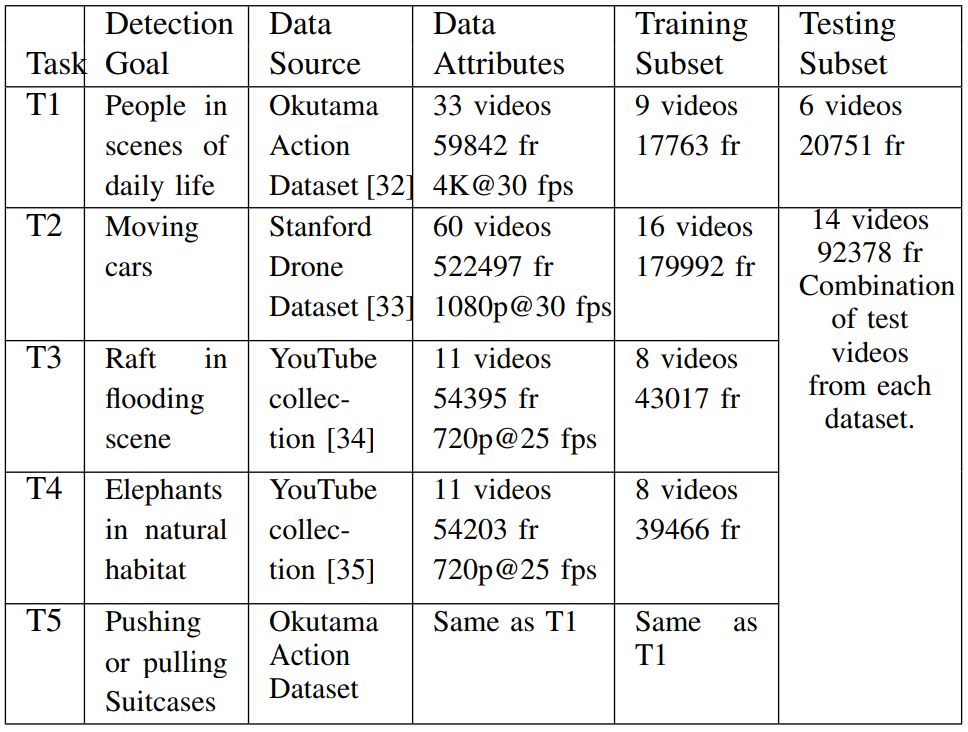 Task
Detection
Goal
Data
Source
Data
Attributes
Training
Subset
Testing
Subset
T1
People in
scenes of
daily life
Okutama
Action
Dataset [32]
33 videos
59842 fr
4K@30 fps
9 videos
17763 fr
6 videos
20751 fr
T2
Moving
cars
Stanford
Drone
Dataset [33]
60 videos
522497 fr
1080p@30 fps
16 videos
179992 fr
14 videos
92378 fr
Combination
of test
videos
from each
dataset.
T3
Raft in
flooding
scene
YouTube
collec-
tion [34]
11 videos
54395 fr
720p@25 fps
8 videos
43017 fr
T4
Elephants
in natural
habitat
YouTube
collec-
tion [35]
11 videos
54203 fr
720p@25 fps
8 videos
39466 fr
T5
Pushing
or pulling
Suitcases
Okutama
Action
Dataset
Same as T1
Same as
T1